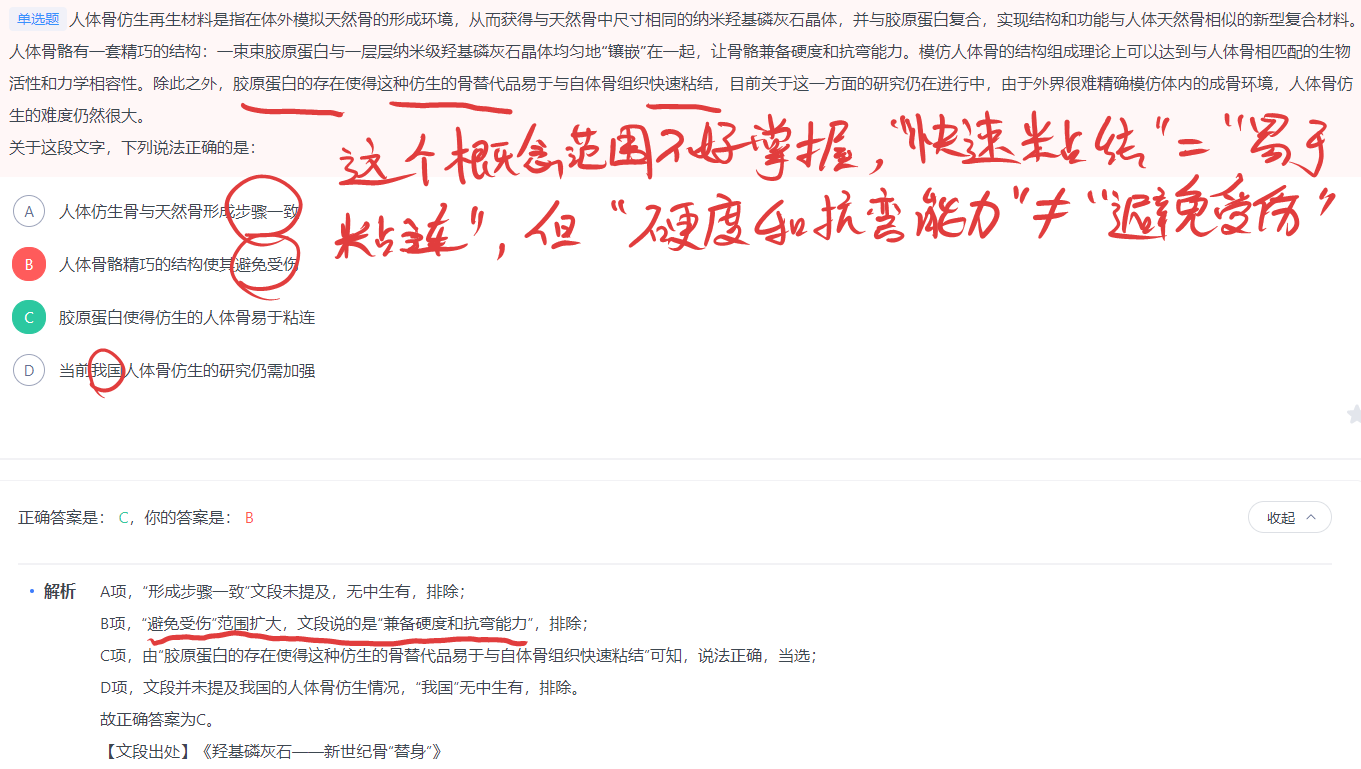 单选题 人体骨仿生再生材料是指在体外模拟天然骨的形成环境，从而获得与天然骨中尺寸相同的纳米羟基磷灰石晶体，并与胶原蛋白复合，实现结构和功能与人体天然骨相似的新型复合材料。
人体骨骼有一套精巧的结构：一束束胶原蛋白与一层层纳米级羟基磷灰石晶体均匀地“镶嵌”在一起，让骨骼兼备硬度和抗弯能力。模仿人体骨的结构组成理论上可以达到与人体骨相匹配的生物
活性和力学相容性。除此之外，胶原蛋白的存在使得这种仿生的骨替代品易于与自体骨组织快速粘结，目前关于这一方面的研究仍在进行中，由于外界很难精确模仿体内的成骨环境，人体骨仿
生的难度仍然很大。
关于这段文字，下列说法正确的是：
这个概念范围不好掌握，“快速粘结”＝“易于
粘连”，但“硬度和抗弯能力”≠“避免受伤”
A 人体仿生骨与天然骨形成步骤一致
B 人体骨骼精巧的结构使其避免受伤
C 胶原蛋白使得仿生的人体骨易于粘连
D 当前我国人体骨仿生的研究仍需加强
正确答案是： C，你的答案是： B
收起
解析 A项，“形成步骤一致”文段未提及，无中生有，排除；
B项，“避免受伤”范围扩大，文段说的是“兼备硬度和抗弯能力”，排除；
C项，由“胶原蛋白的存在使得这种仿生的骨替代品易于与自体骨组织快速粘结”可知，说法正确，当选；
D项，文段并未提及我国的人体骨仿生情况，“我国”无中生有，排除。
故正确答案为C。
【文段出处】《羟基磷灰石——新世纪骨“替身”》